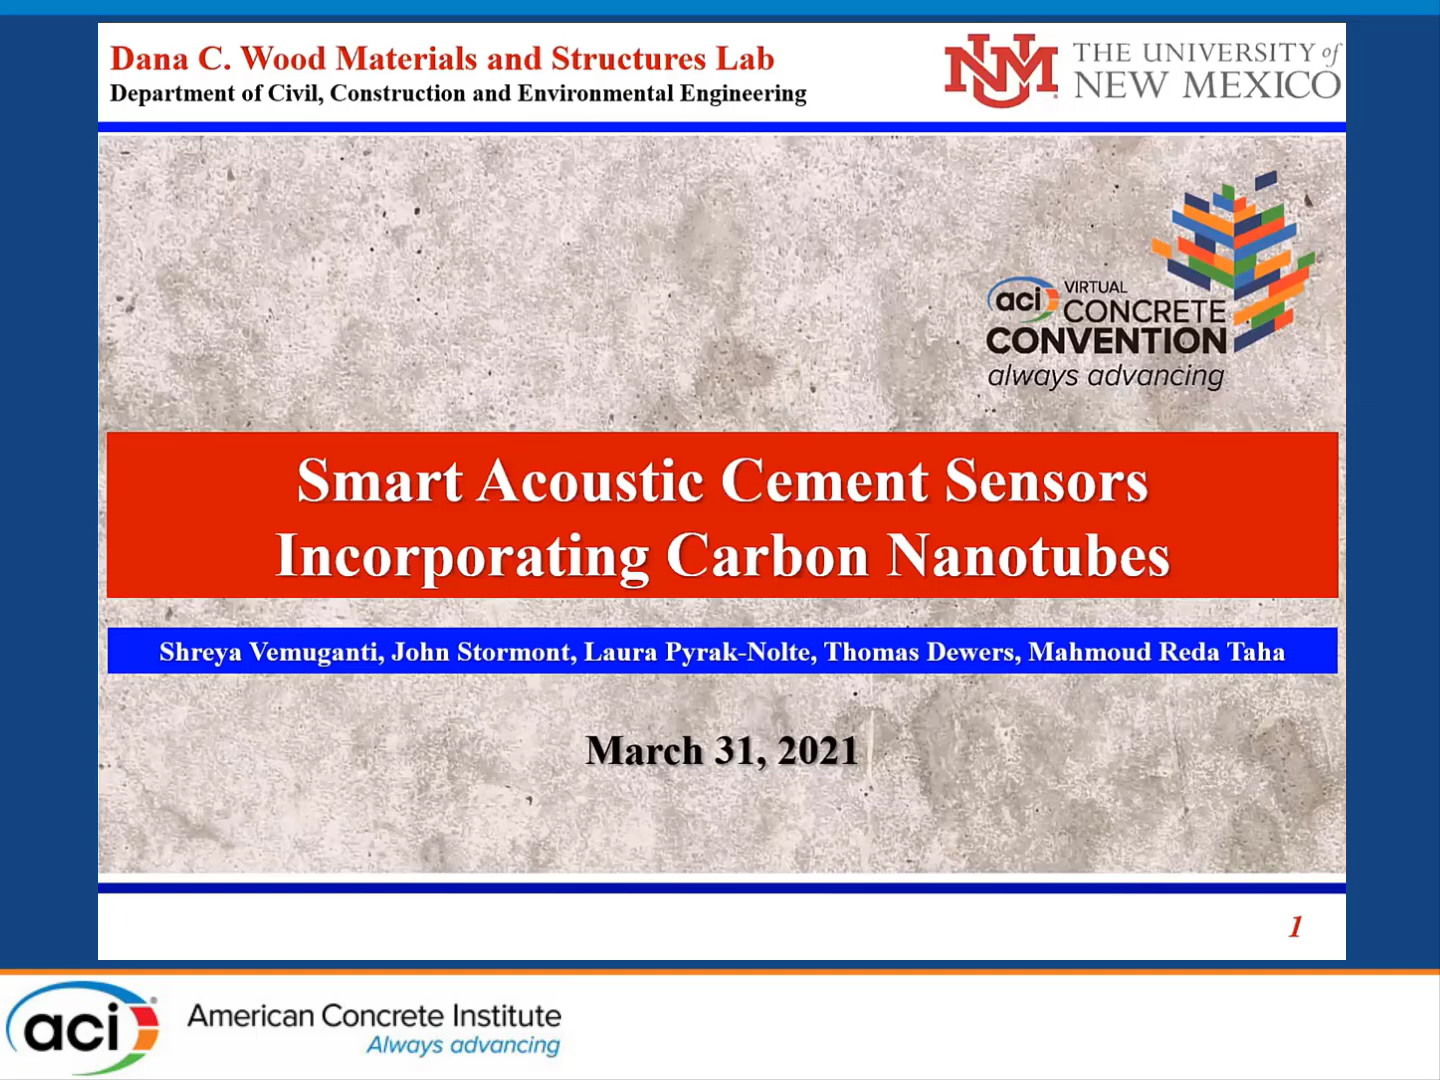 Dana C. Wood Materials and Structures Lab
Department of Civil, Construction and Environmental Engineering
UNM
THE UNIVERSITY of
NEW MEXICO
aci VIRTUAL
CONCRETE
CONVENTION
always advancing
Smart Acoustic Cement Sensors
Incorporating Carbon Nanotubes
Shreya Vemuganti, John Stormont, Laura Pyrak-Nolte, Thomas Dewers, Mahmoud Reda Taha
March 31, 2021
1
aci®
American Concrete Institute
Always advancing